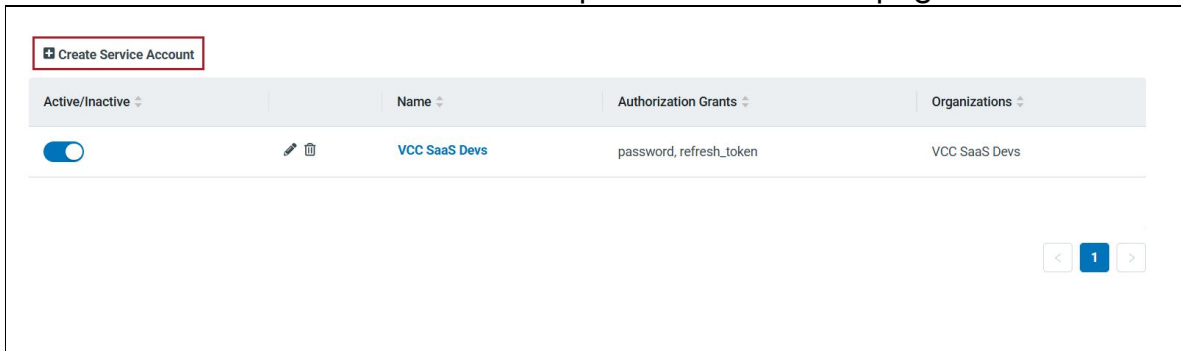 Create Service Account
Active/Inactive Name Authorization Grants Organizations
VCC SaaS Devs password, refresh_token VCC SaaS Devs
< 1 >